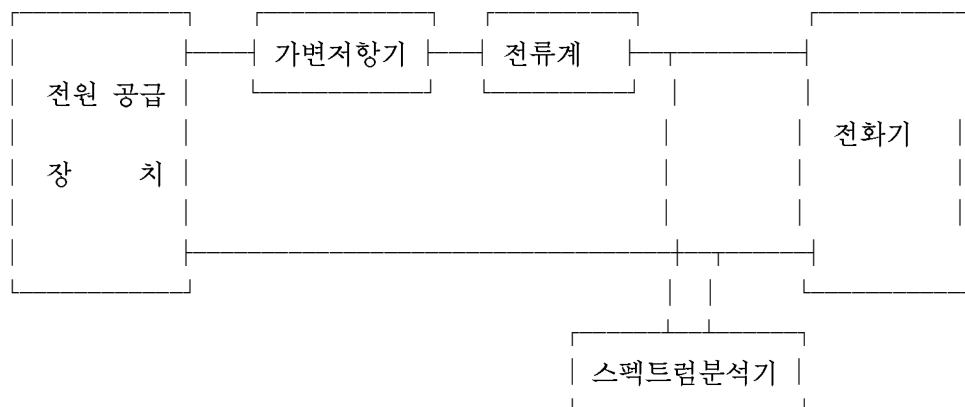 가변저항기 전류계
전원 공급
전화기
장 치
스펙트럼분석기